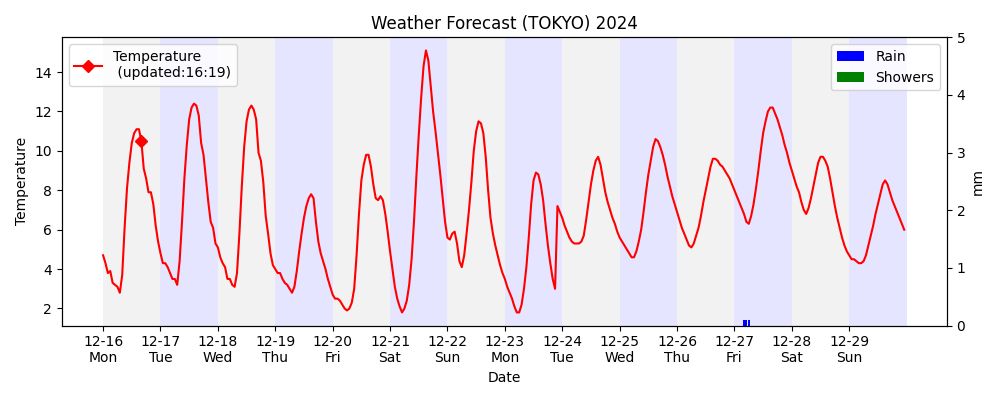 Weather Forecast (TOKYO) 2024
Temperature
(updated:16:19)
Rain
Showers
Temperature
14
12
10
8
6
4
2
5
4
3
2
1
0
mm
12-16 12-17 12-18 12-19 12-20 12-21 12-22 12-23 12-24 12-25 12-26 12-27 12-28 12-29
Mon Tue Wed Thu Fri Sat Sun Mon Tue Wed Thu Fri Sat Sun
Date